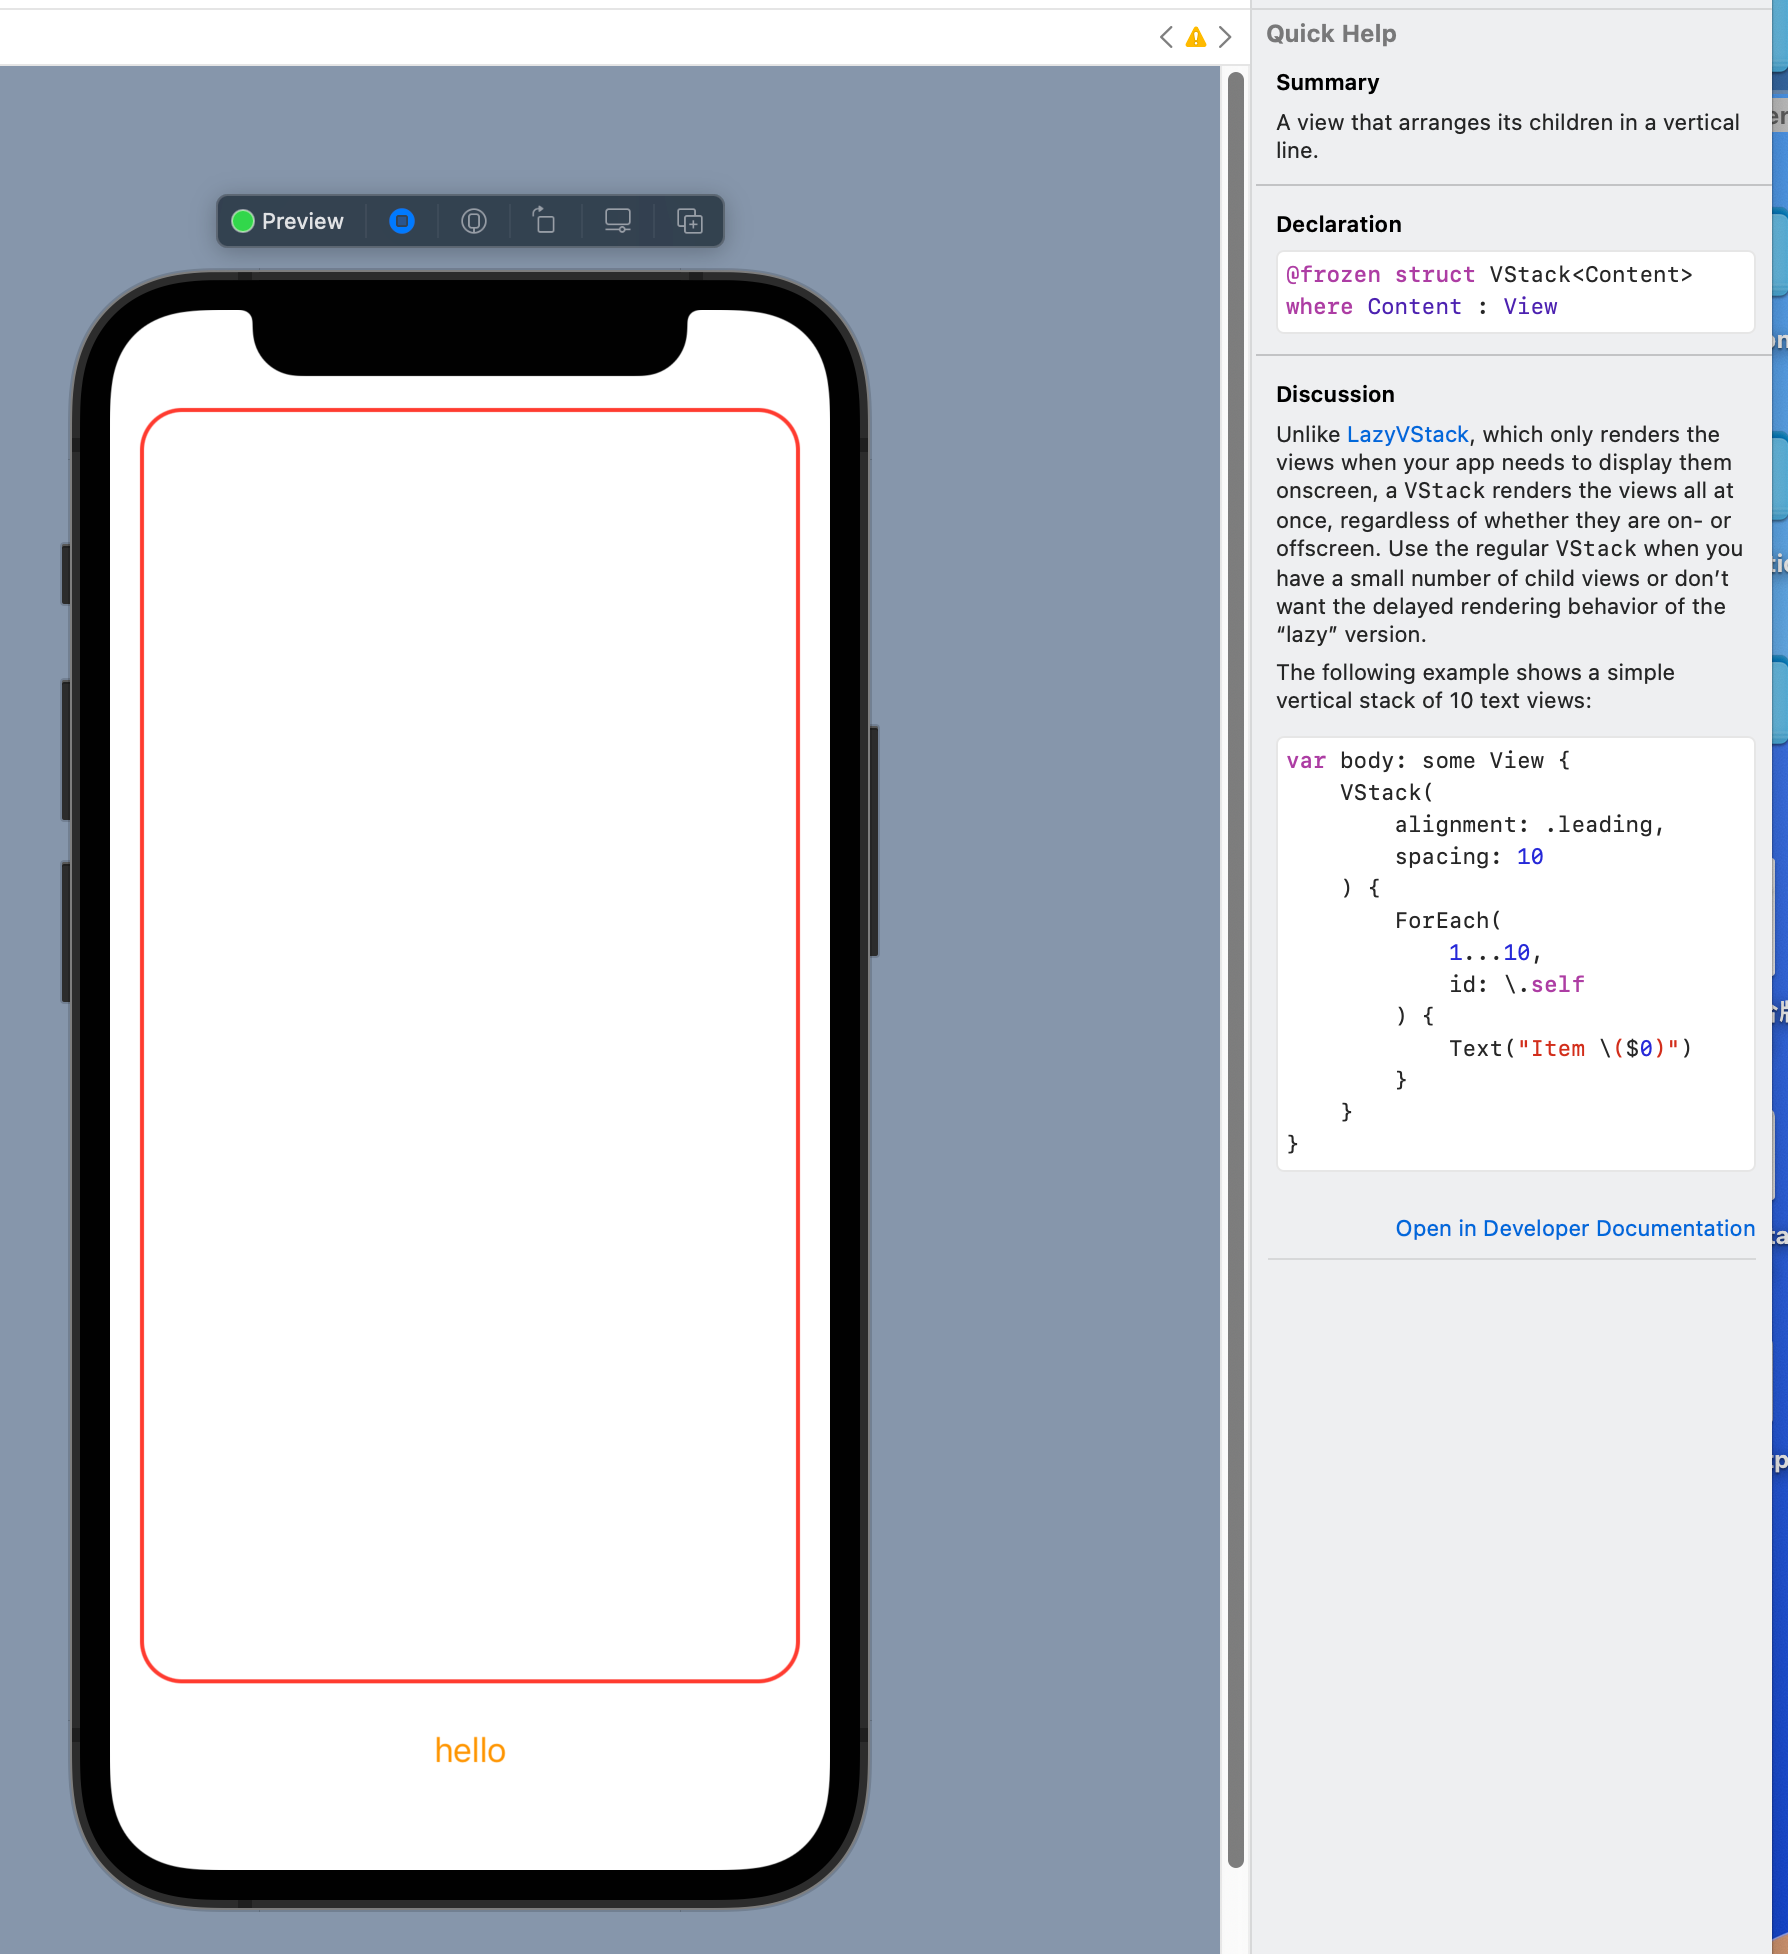 Quick Help
Summary
A view that arranges its children in a vertical
line.
Preview
Declaration
@frozen struct VStack<Content>
where Content : View
Discussion
Unlike LazyVStack, which only renders the
views when your app needs to display them
onscreen, a VStack renders the views all at
once, regardless of whether they are on- or
offscreen. Use the regular VStack when you
have a small number of child views or don’t
want the delayed rendering behavior of the
“lazy” version.
The following example shows a simple
vertical stack of 10 text views:
var body: some View {
    VStack(
        alignment: .leading,
        spacing: 10
    ) {
        ForEach(
            1...10,
            id: \.self
        ) {
            Text("Item \($0)")
        }
    }
}
Open in Developer Documentation
hello